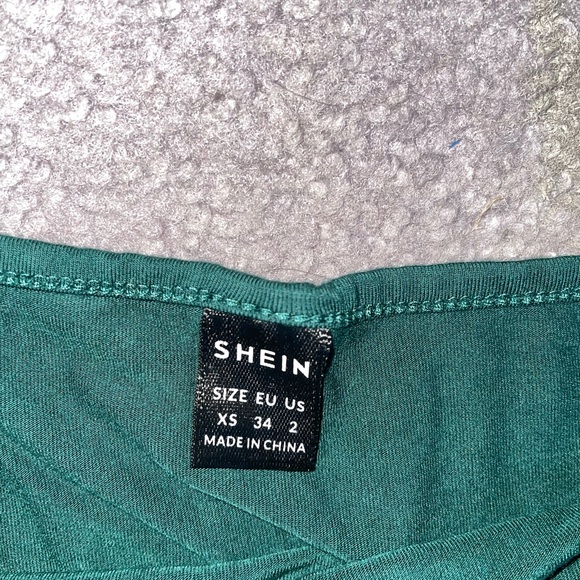 SHEIN
SIZE EU US
XS 34 2
MADE IN CHINA